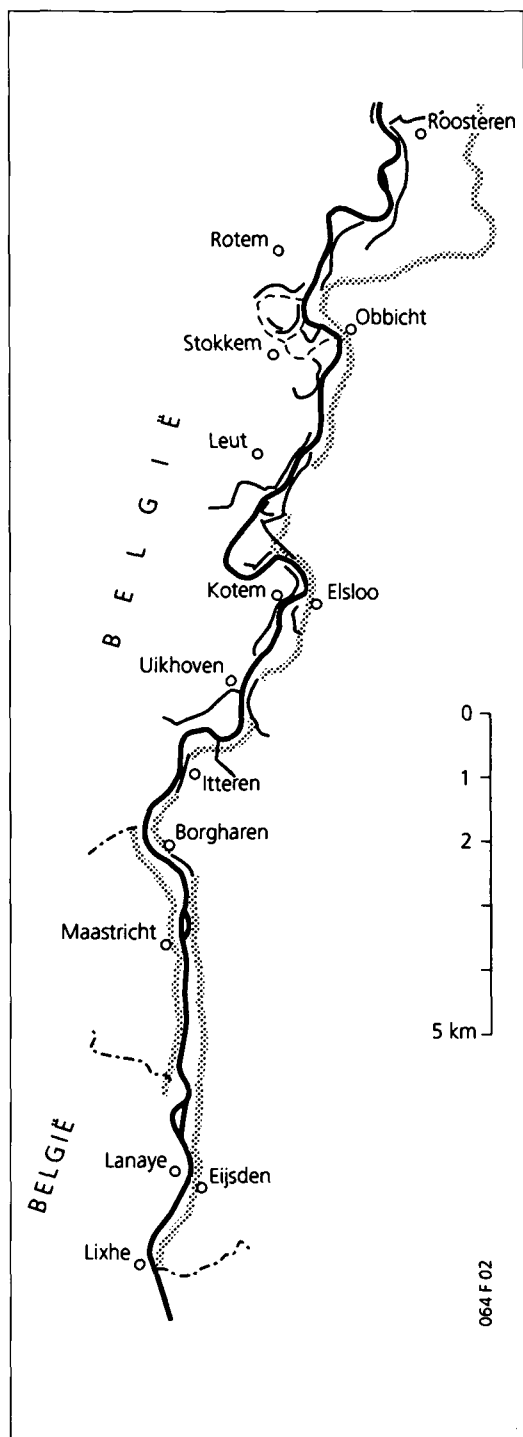 Roosteren
Rotem
Obbicht
Stokkem
Leut
BELGIË
Kotem
Elsloo
Uikhoven
0
Itteren
1
Borgharen
2
Maastricht
5 km
BELGIË
Lanaye
Eijsden
Lixhe
064 F 02